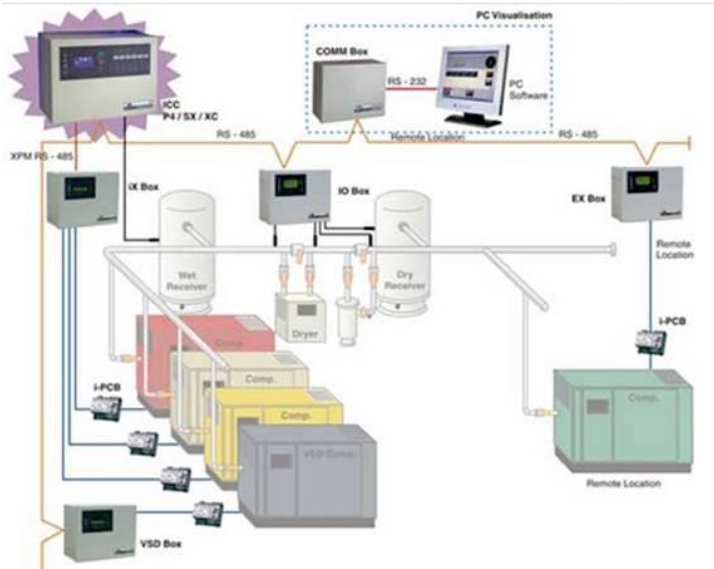 PC Visualisation
COMM Box
RS - 232
PC
Software
ICC
P4 / SX / XC
RS - 485
Remote Location
RS - 485
XPM RS - 485
iX Box
IO Box
EX Box
Remote
Location
Wet
Receiver
Dry
Receiver
Dryer
i-PCB
i-PCB
Comp.
Comp.
Comp.
Comp.
VSD Comp.
Remote Location
VSD Box